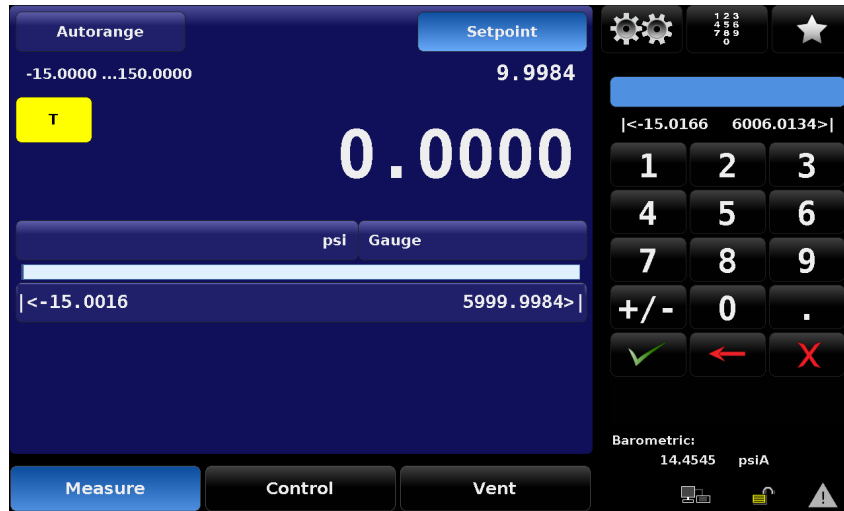 Autorange
Setpoint
-15.0000 ...150.0000
9.9984
T
0.0000
psi Gauge
|<-15.0016 5999.9984>|
Measure Control Vent
1 2 3
4 5 6
7 8 9
0
|<-15.0166 6006.0134>|
1 2 3
4 5 6
7 8 9
+/- 0 .
X
Barometric:
14.4545 psiA